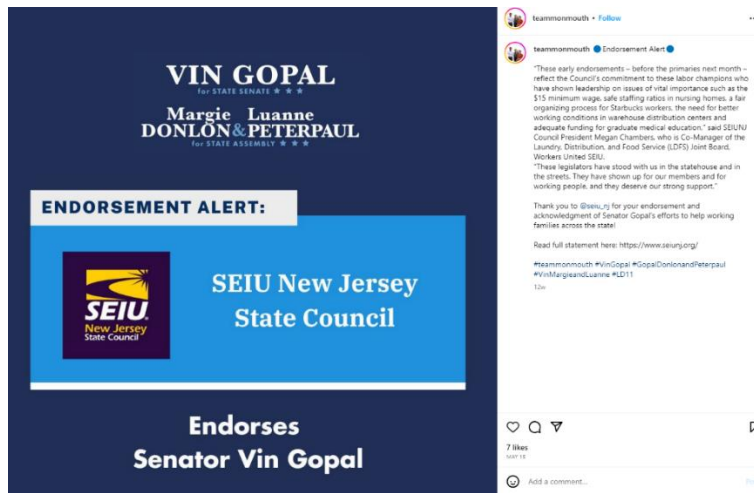 VIN GOPAL
for STATE SENATE ★ ★ ★
Margie Luanne
DONLON & PETERPAUL
for STATE ASSEMBLY ★ ★ ★
ENDORSEMENT ALERT:
SEIU
New Jersey
State Council
SEIU New Jersey
State Council
Endorses
Senator Vin Gopal
teammonmouth • Follow
teammonmouth 🔵Endorsement Alert🔵
"These early endorsements – before the primaries next month –
reflect the Council's commitment to these labor champions who
have shown leadership on issues of vital importance such as the
$15 minimum wage, safe staffing ratios in nursing homes, a fair
organizing process for Starbucks workers, the need for better
working conditions in warehouse distribution centers and
adequate funding for graduate medical education," said SEIUNJ
Council President Megan Chambers, who is Co-Manager of the
Laundry, Distribution, and Food Service (LDFS) Joint Board,
Workers United SEIU.
"These legislators have stood with us in the statehouse and in
the streets. They have shown up for our members and for
working people, and they deserve our strong support."
Thank you to @seiu_nj for your endorsement and
acknowledgment of Senator Gopal's efforts to help working
families across the state!
Read full statement here: https://www.seiunj.org/
#teammonmouth #VinGopal #GopalDonlonandPeterpaul
#VinMargieandLuanne #LD11
12w
7 likes
Add a comment...